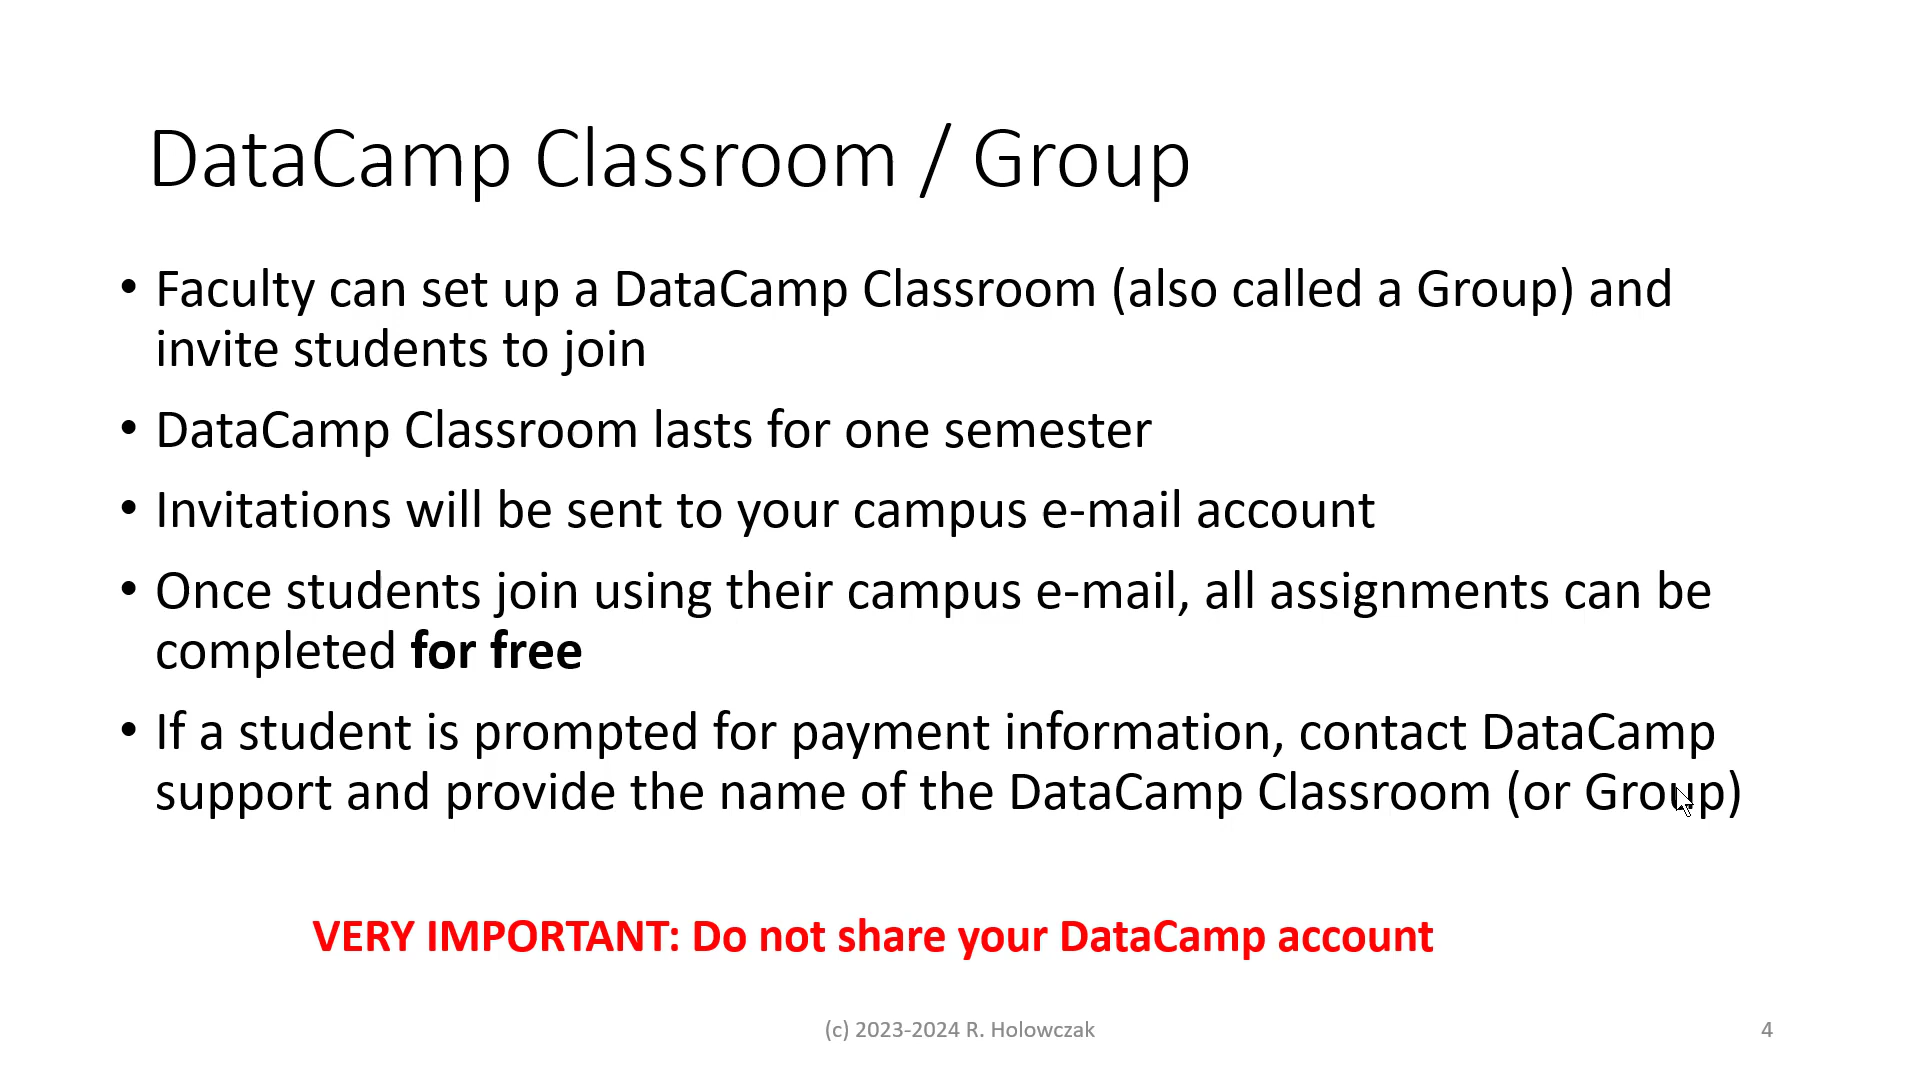 DataCamp Classroom / Group
• Faculty can set up a DataCamp Classroom (also called a Group) and
invite students to join
• DataCamp Classroom lasts for one semester
• Invitations will be sent to your campus e-mail account
• Once students join using their campus e-mail, all assignments can be
completed for free
• If a student is prompted for payment information, contact DataCamp
support and provide the name of the DataCamp Classroom (or Group)
VERY IMPORTANT: Do not share your DataCamp account
(c) 2023-2024 R. Holowczak
4